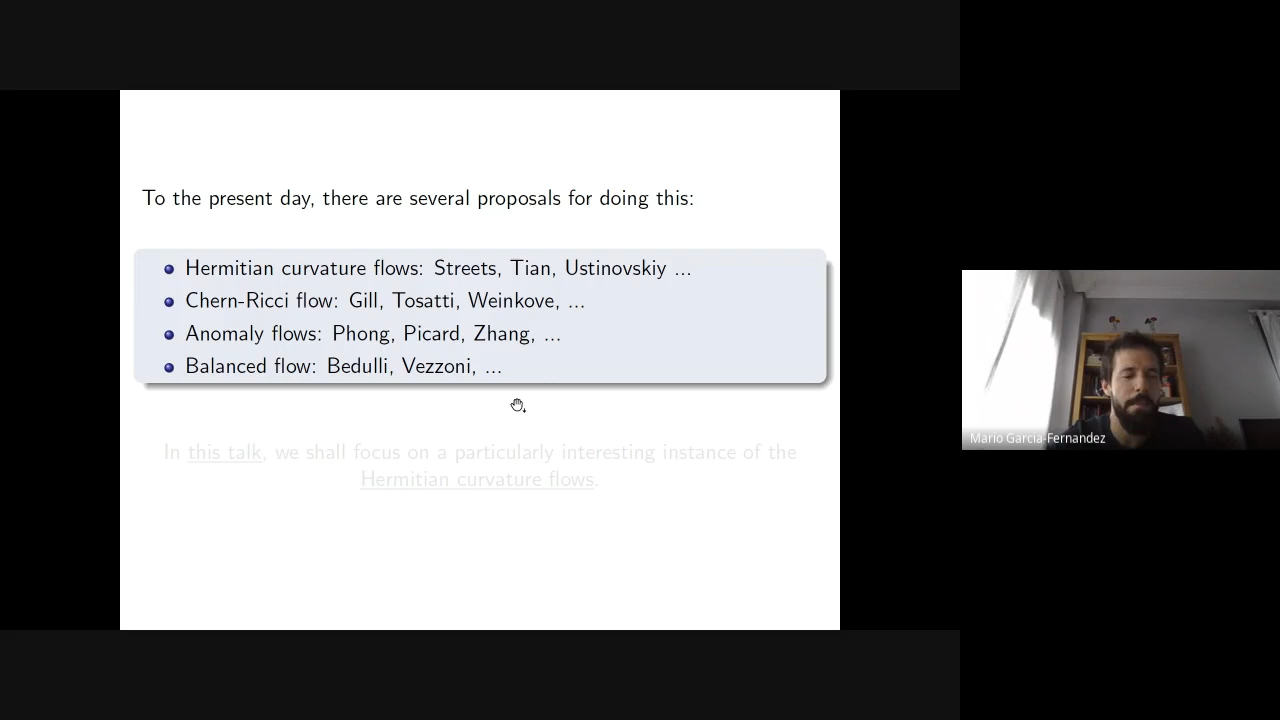 To the present day, there are several proposals for doing this:
Hermitian curvature flows: Streets, Tian, Ustinovskiy ...
Chern-Ricci flow: Gill, Tosatti, Weinkove, ...
Anomaly flows: Phong, Picard, Zhang, ...
Balanced flow: Bedulli, Vezzoni, ...
In this talk, we shall focus on a particularly interesting instance of the
Hermitian curvature flows.
Mario Garcia-Fernandez